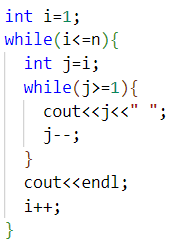 int i=1;
while(i<=n){
  int j=i;
  while(j>=1){
    cout<<j<<" ";
    j--;
  }
  cout<<endl;
  i++;
}